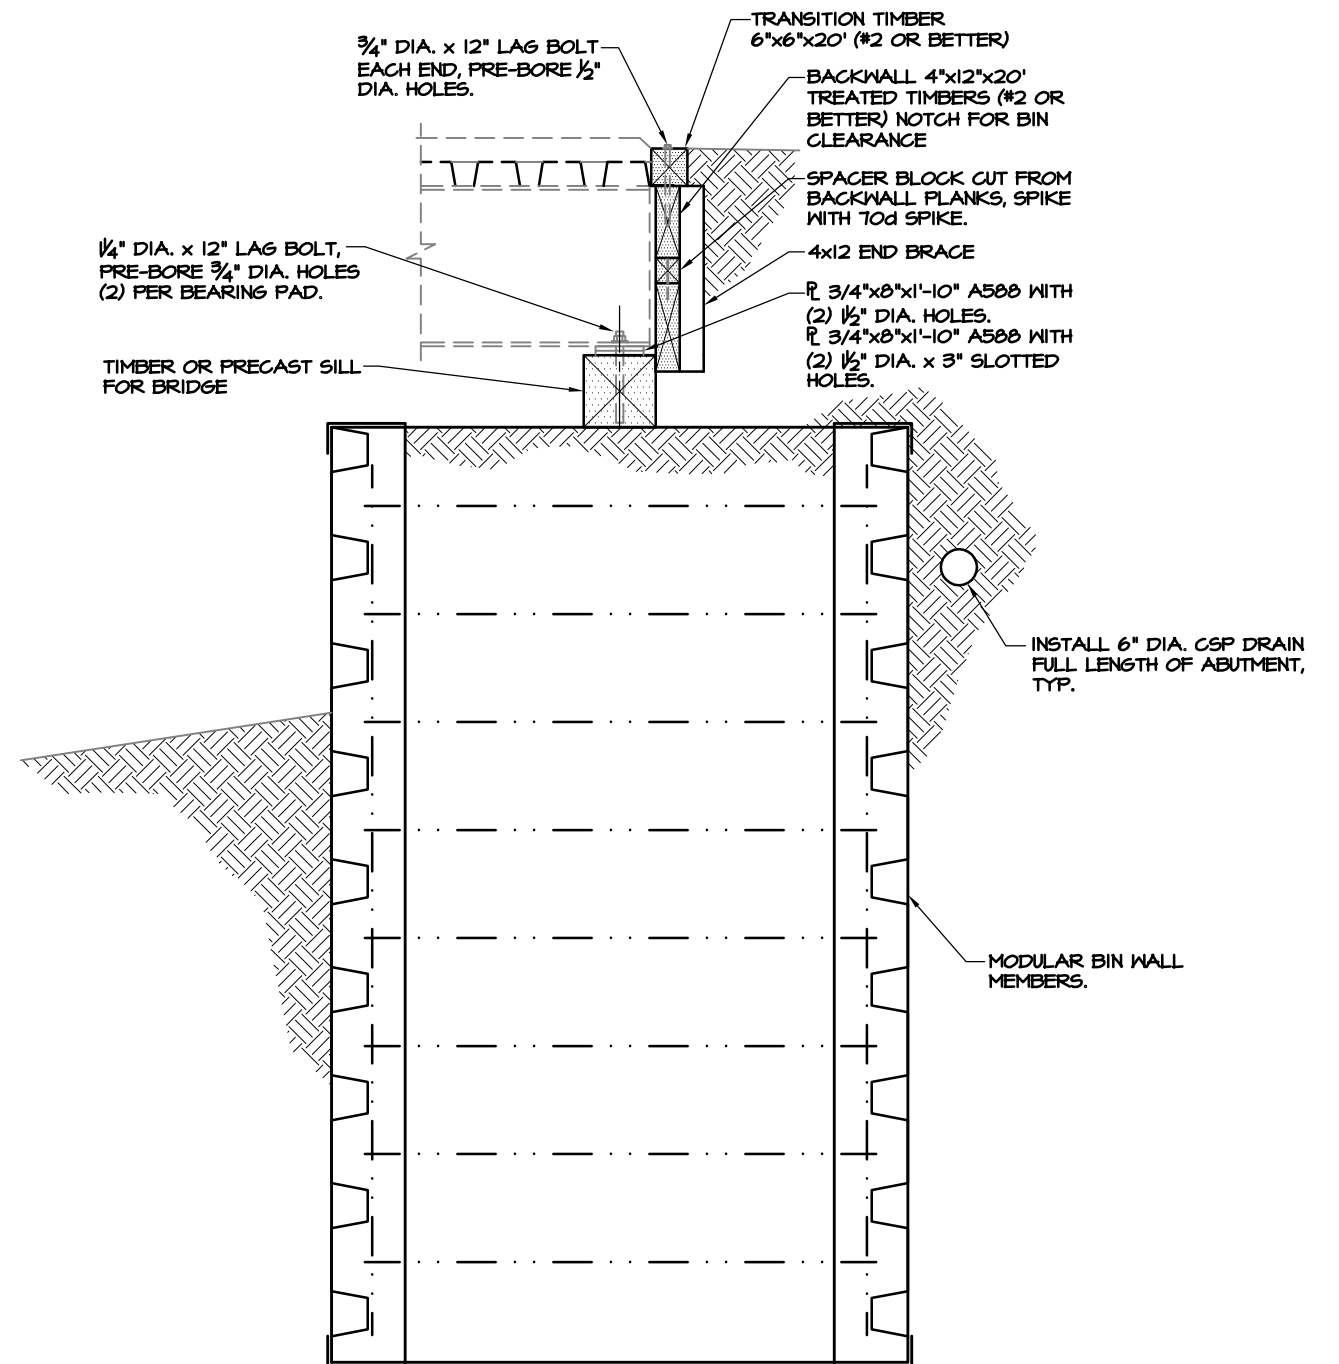 TRANSITION TIMBER
6"x6"x20' (#2 OR BETTER)
3/4" DIA. x 12" LAG BOLT
EACH END, PRE-BORE 1/2"
DIA. HOLES.
BACKWALL 4"x12"x20'
TREATED TIMBERS (#2 OR
BETTER) NOTCH FOR BIN
CLEARANCE
SPACER BLOCK CUT FROM
BACKWALL PLANKS, SPIKE
WITH 70d SPIKE.
1 1/4" DIA. x 12" LAG BOLT,
PRE-BORE 3/4" DIA. HOLES
(2) PER BEARING PAD.
4x12 END BRACE
PL 3/4"x8"x1'-10" A588 WITH
(2) 1 1/2" DIA. HOLES.
PL 3/4"x8"x1'-10" A588 WITH
(2) 1 1/2" DIA. x 3" SLOTTED
HOLES.
TIMBER OR PRECAST SILL
FOR BRIDGE
INSTALL 6" DIA. CSP DRAIN
FULL LENGTH OF ABUTMENT,
TYP.
MODULAR BIN WALL
MEMBERS.